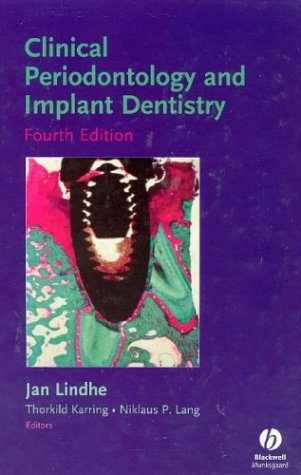 Clinical
Periodontology and
Implant Dentistry
Fourth Edition
Jan Lindhe
Thorkild Karring • Niklaus P. Lang
Editors
Blackwell
Munksgaard